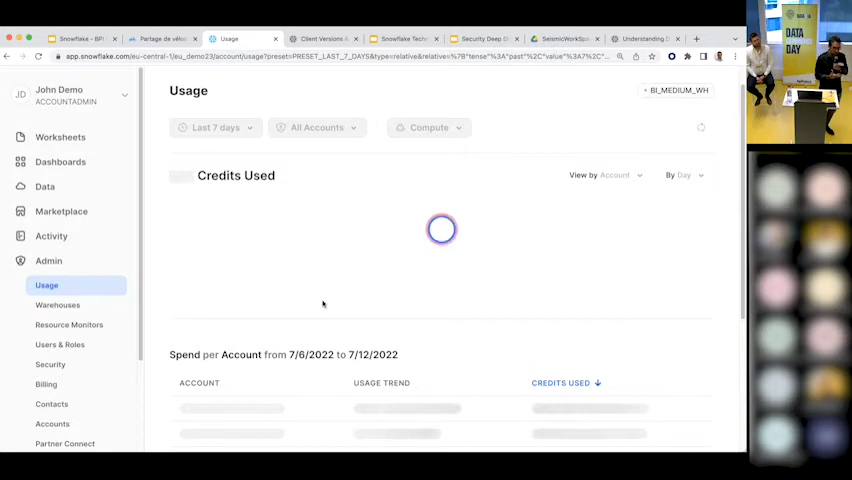 Snowflake - BPI
Partage de vélos
Usage
Client Versions A
Snowflake Techn
Security Deep D
SeismicWorkSpa
Understanding D
app.snowflake.com/eu-central-1/eu_demo23/account/usage?preset=PRESET_LAST_7_DAYS&type=relative&relative=%7B"tense"%3A"past"%2C"value"%3A7%2C"...
JD
John Demo
ACCOUNTADMIN
Worksheets
Dashboards
Data
Marketplace
Activity
Admin
Usage
Warehouses
Resource Monitors
Users & Roles
Security
Billing
Contacts
Accounts
Partner Connect
Usage
BI_MEDIUM_WH
Last 7 days
All Accounts
Compute
Credits Used
View by Account
By Day
Spend per Account from 7/6/2022 to 7/12/2022
ACCOUNT
USAGE TREND
CREDITS USED
DATA
DAY